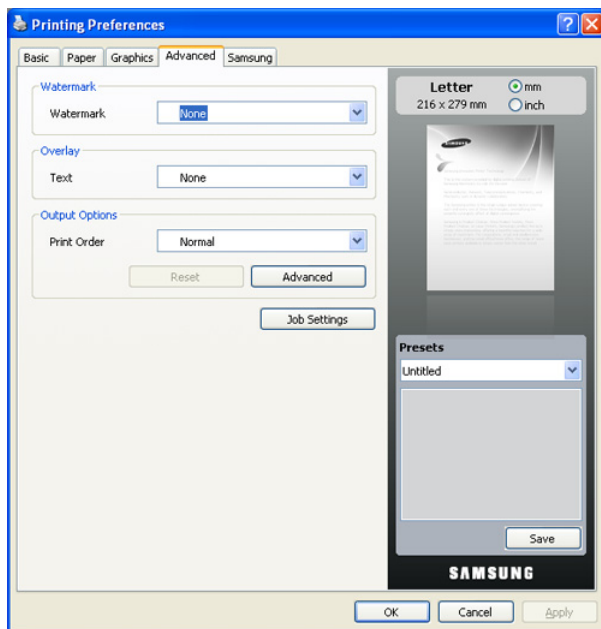 Printing Preferences
Basic Paper Graphics Advanced Samsung
Watermark
Watermark None
Overlay
Text None
Output Options
Print Order Normal
Reset Advanced
Job Settings
Letter
216 x 279 mm
mm
inch
SAMSUNG
Presets
Untitled
Save
SAMSUNG
OK Cancel Apply